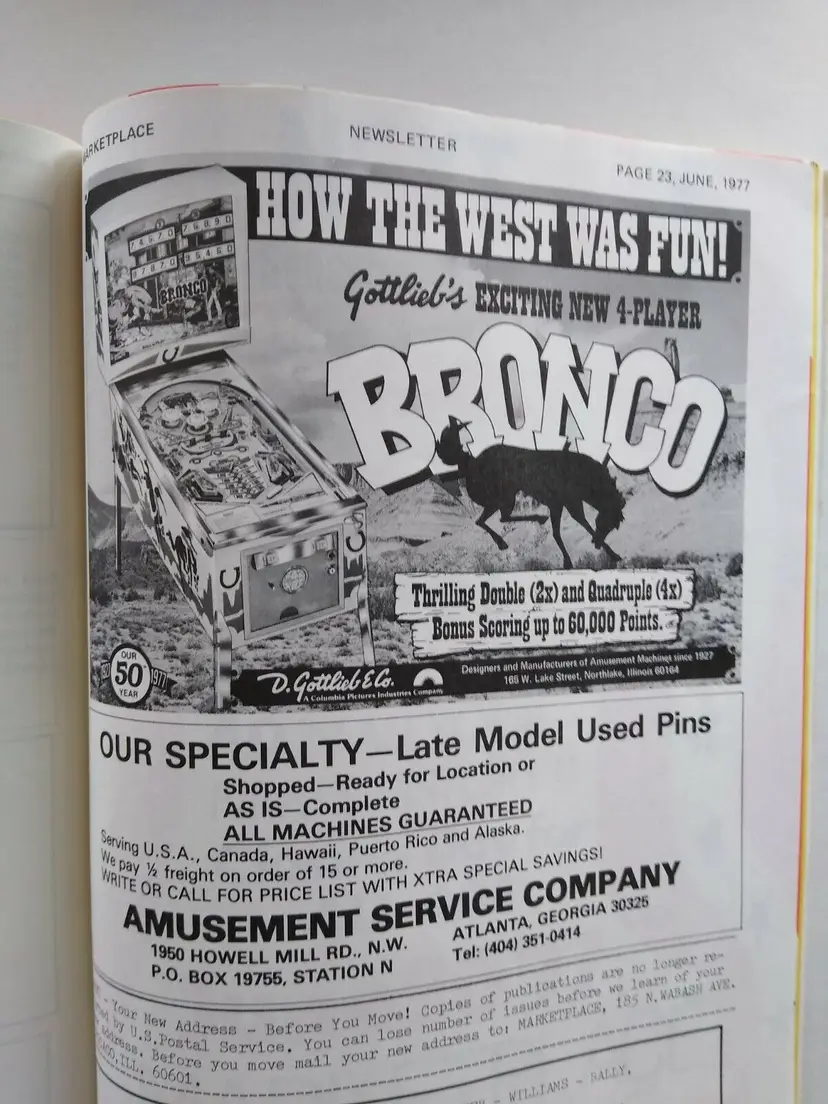 ARKETPLACE
NEWSLETTER
PAGE 23, JUNE, 1977
HOW THE WEST WAS FUN!
Gottlieb's EXCITING NEW 4-PLAYER
BRONCO
BRONCO
Thrilling Double (2x) and Quadruple (4x)
Bonus Scoring up to 60,000 Points.
OUR
50
YEAR
1977
D. Gottlieb & Co.
A Columbia Pictures Industries Company
Designers and Manufacturers of Amusement Machines since 1927
165 W. Lake Street, Northlake, Illinois 60164
OUR SPECIALTY—Late Model Used Pins
Shopped—Ready for Location or
AS IS—Complete
ALL MACHINES GUARANTEED
Serving U.S.A., Canada, Hawaii, Puerto Rico and Alaska.
We pay ½ freight on order of 15 or more.
WRITE OR CALL FOR PRICE LIST WITH XTRA SPECIAL SAVINGS!
AMUSEMENT SERVICE COMPANY
1950 HOWELL MILL RD., N.W.
P.O. BOX 19755, STATION N
ATLANTA, GEORGIA 30325
Tel: (404) 351-0414
- Your New Address - Before You Move! Copies of publications are no longer re-
by U.S.Postal Service. You can lose number of issues before we learn of your
address. Before you move mail your new address to: MARKETPLACE, 185 N.WABASH AVE.
ILL. 60601.
- WILLIAMS - BALLY.